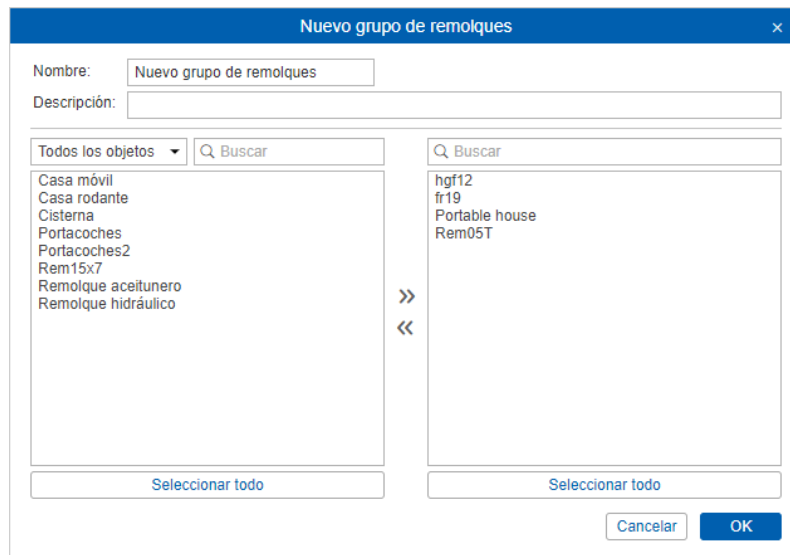 Nuevo grupo de remolques ×
Nombre: Nuevo grupo de remolques
Descripción:
Todos los objetos
Buscar
Casa móvil
Casa rodante
Cisterna
Portacoches
Portacoches2
Rem15x7
Remolque aceitunero
Remolque hidráulico
Seleccionar todo
»
«
Buscar
hgf12
fr19
Portable house
Rem05T
Seleccionar todo
Cancelar
OK